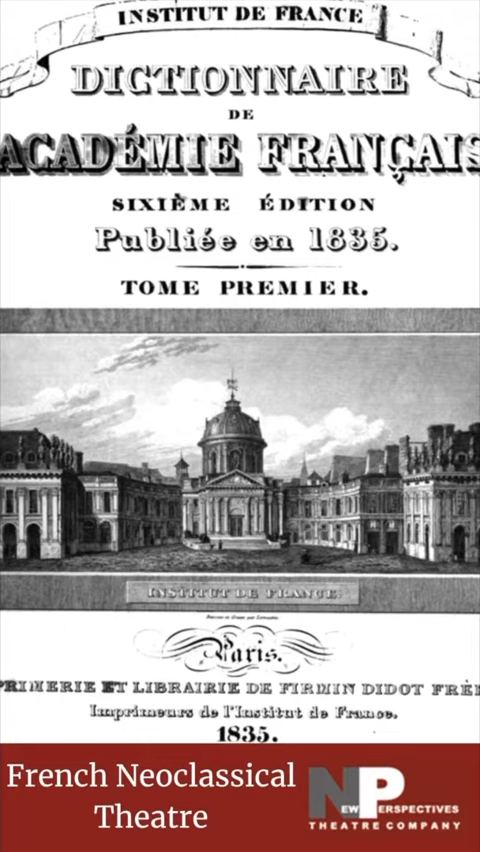 INSTITUT DE FRANCE
DICTIONNAIRE
DE
ACADÉMIE FRANÇAIS
SIXIÈME ÉDITION
Publiée en 1835.
TOME PREMIER.
INSTITUT DE FRANCE
Paris.
PRIMERIE ET LIBRAIRIE DE FIRMIN DIDOT FRÈ
Imprimeurs de l'Institut de France.
1835.
French Neoclassical
Theatre
NEW PERSPECTIVES
THEATRE COMPANY